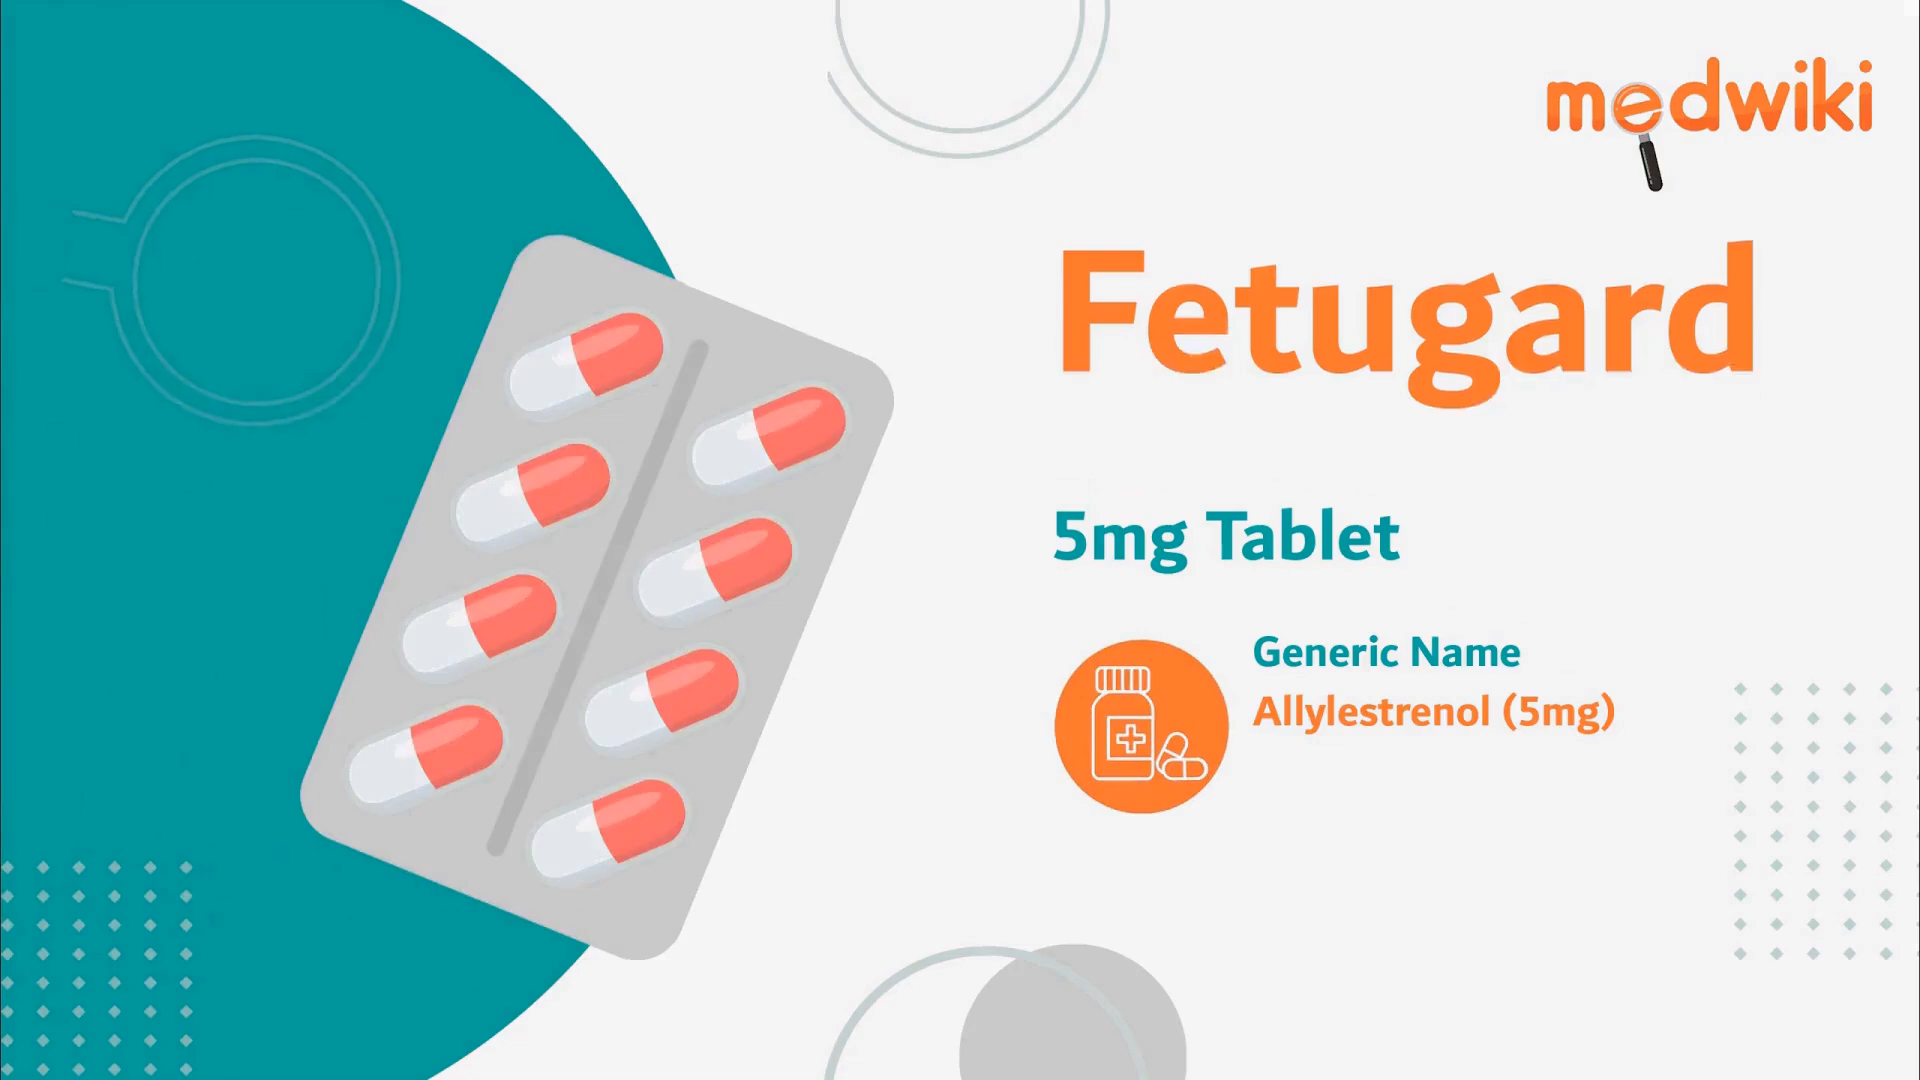 medwiki
Fetugard
5mg Tablet
Generic Name
Allylestrenol (5mg)